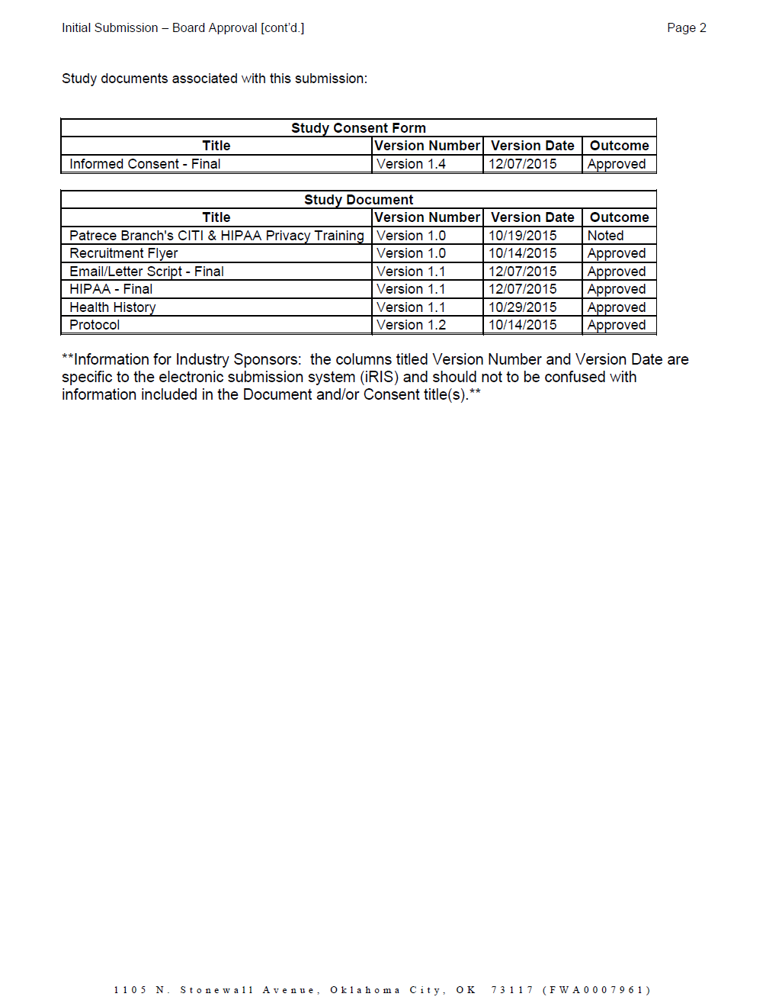 Initial Submission – Board Approval [cont’d.] Page 2
Study documents associated with this submission:
Study Consent Form
Title Version Number Version Date Outcome
Informed Consent - Final Version 1.4 12/07/2015 Approved
Study Document
Title Version Number Version Date Outcome
Patrece Branch's CITI & HIPAA Privacy Training Version 1.0 10/19/2015 Noted
Recruitment Flyer Version 1.0 10/14/2015 Approved
Email/Letter Script - Final Version 1.1 12/07/2015 Approved
HIPAA - Final Version 1.1 12/07/2015 Approved
Health History Version 1.1 10/29/2015 Approved
Protocol Version 1.2 10/14/2015 Approved
**Information for Industry Sponsors: the columns titled Version Number and Version Date are
specific to the electronic submission system (iRIS) and should not to be confused with
information included in the Document and/or Consent title(s).**
1105 N. Stonewall Avenue, Oklahoma City, OK 73117 (FWA0007961)